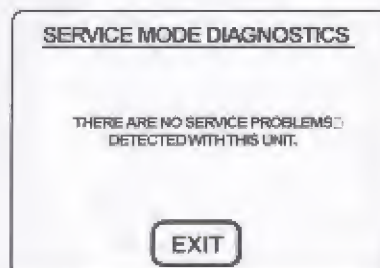 SERVICE MODE DIAGNOSTICS
THERE ARE NO SERVICE PROBLEMS
DETECTED WITH THIS UNIT.
EXIT